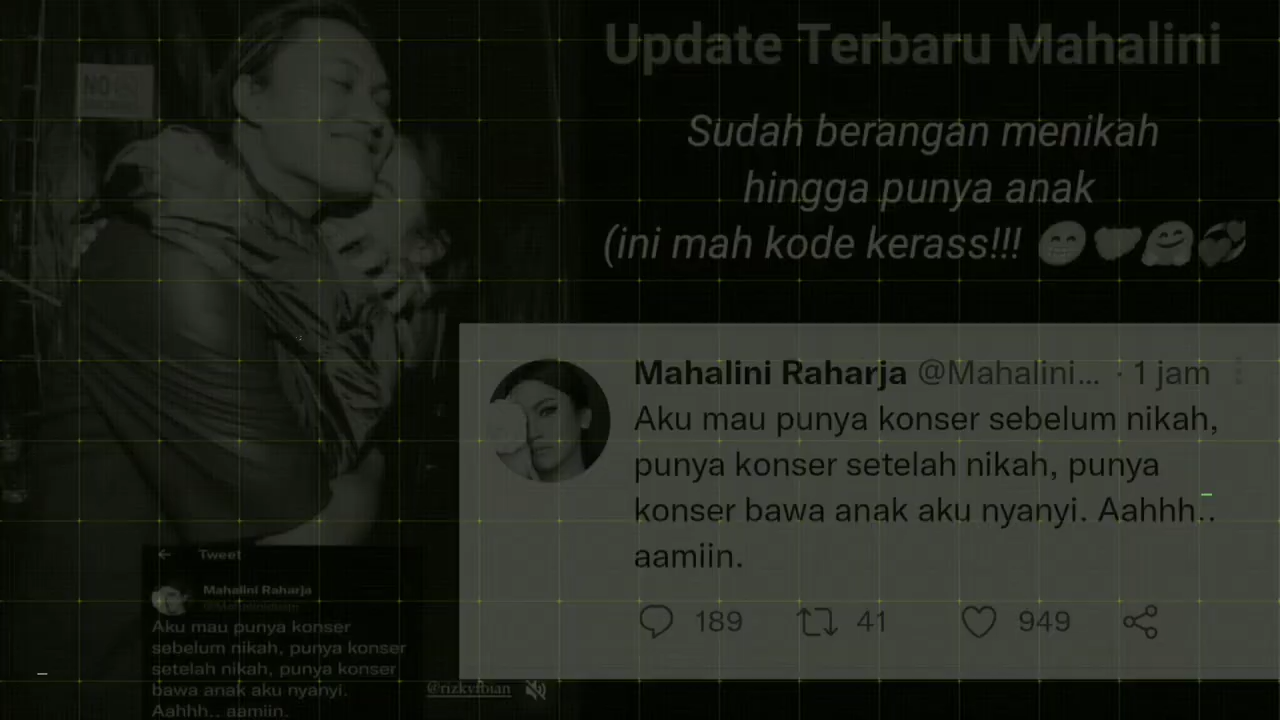 Update Terbaru Mahalini
Sudah berangan menikah
hingga punya anak
(ini mah kode kerass!!! 😁🤝🤗💞
NO
Mahalini Raharja @Mahalini... · 1 jam
Aku mau punya konser sebelum nikah,
punya konser setelah nikah, punya
konser bawa anak aku nyanyi. Aahhh..
aamiin.
189 41 949
Tweet
Mahalini Raharja
Aku mau punya konser
sebelum nikah, punya konser
setelah nikah, punya konser
bawa anak aku nyanyi.
Aahhh.. aamiin.
@rizkyfbian